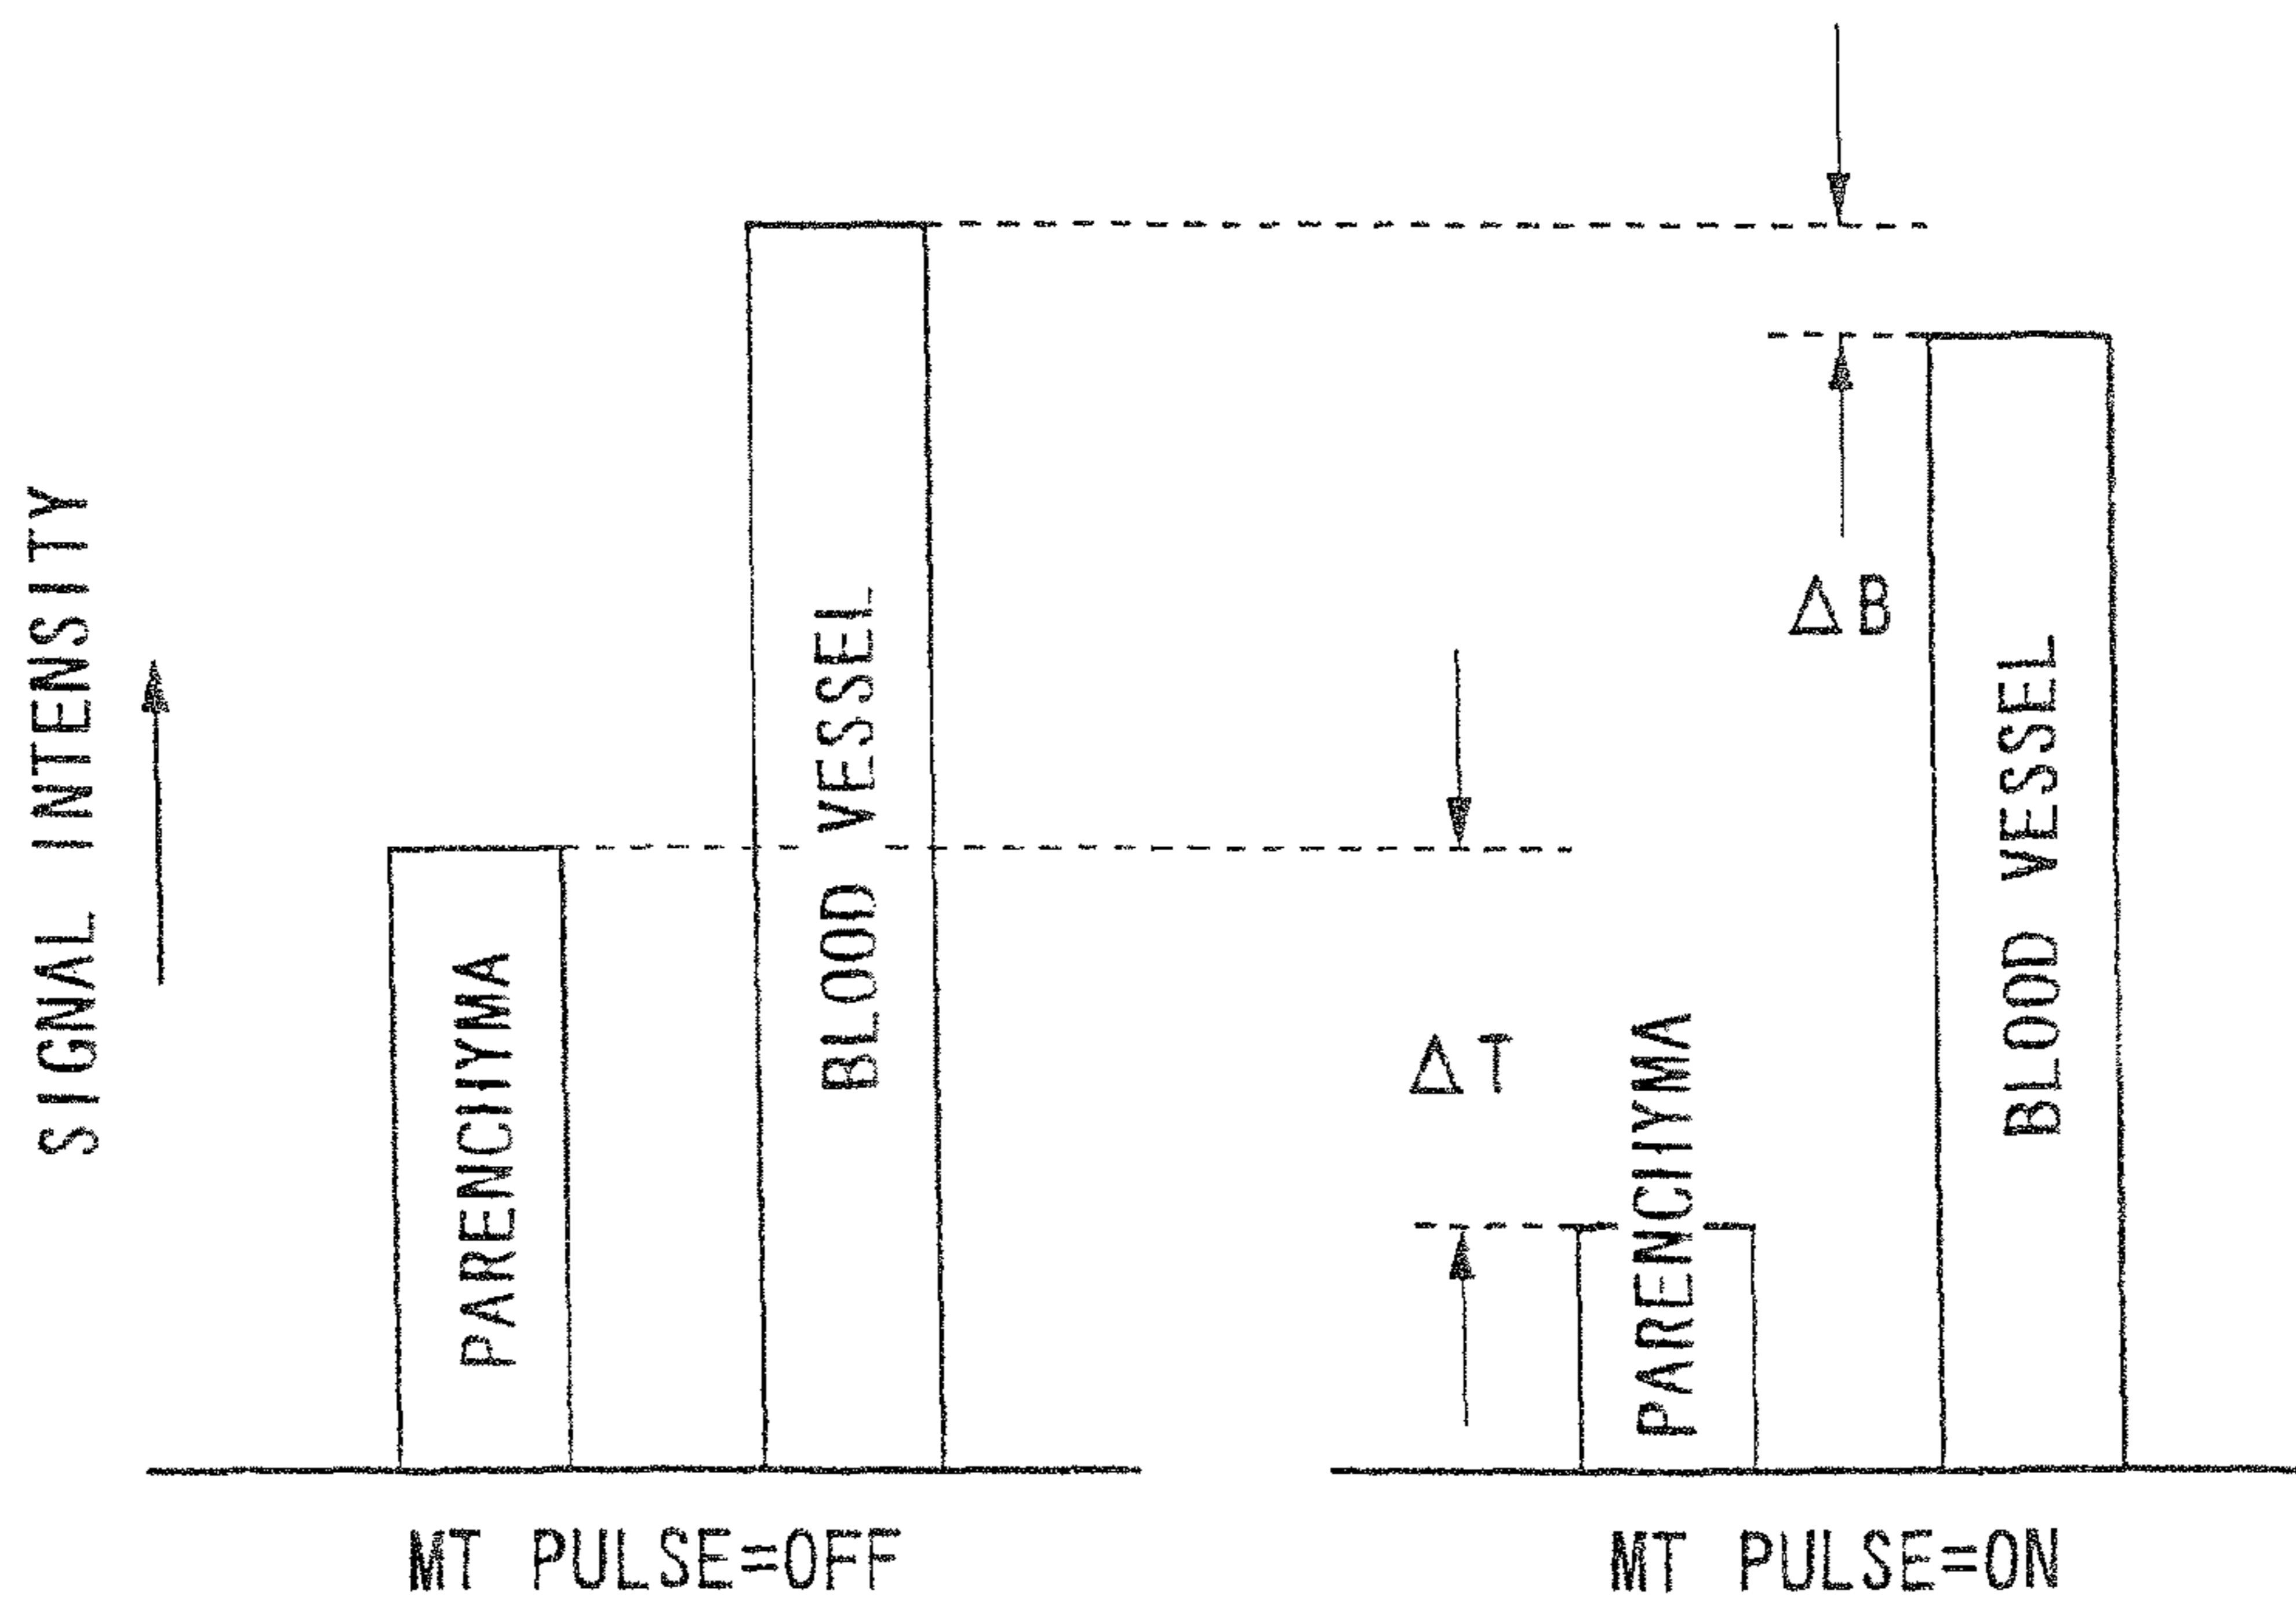 SIGNAL INTENSITY
PARENCHYMA
BLOOD VESSEL
ΔT
PARENCHYMA
ΔB
BLOOD VESSEL
MT PULSE=OFF
MT PULSE=ON